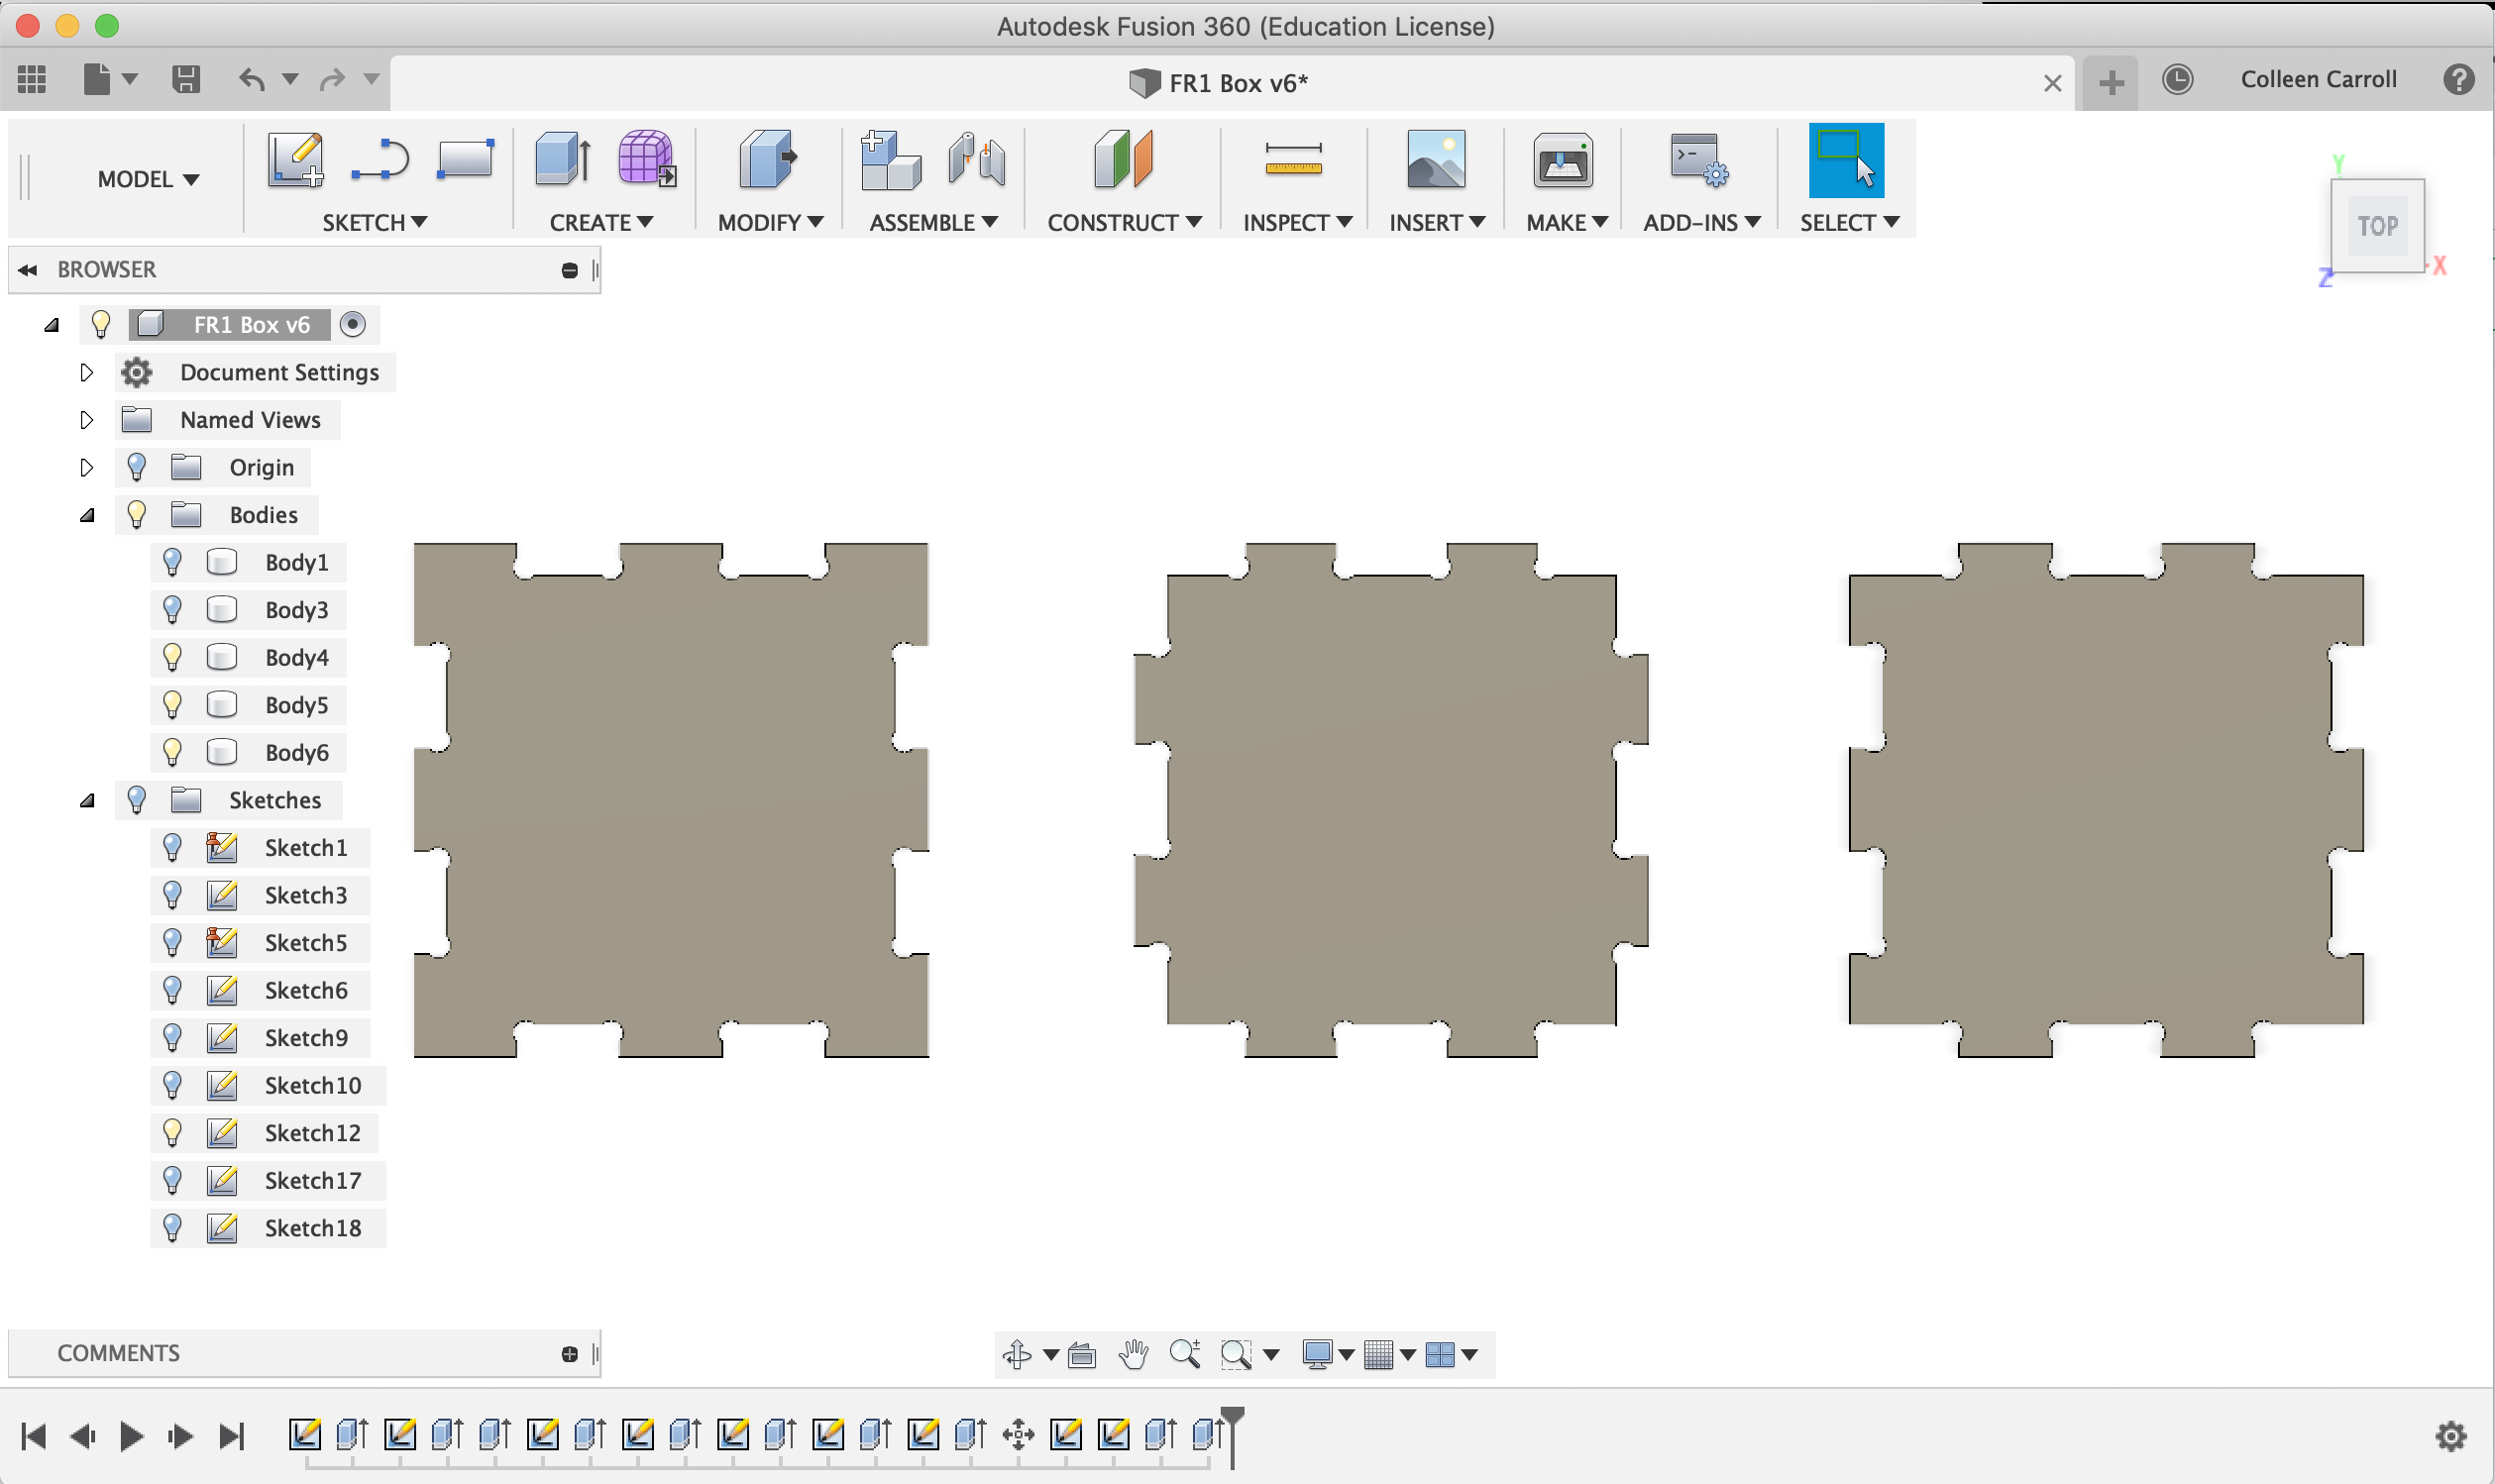 Autodesk Fusion 360 (Education License)
FR1 Box v6*
Colleen Carroll
MODEL
SKETCH
CREATE
MODIFY
ASSEMBLE
CONSTRUCT
INSPECT
INSERT
MAKE
ADD-INS
SELECT
Y
TOP
X
Z
BROWSER
FR1 Box v6
Document Settings
Named Views
Origin
Bodies
Body1
Body3
Body4
Body5
Body6
Sketches
Sketch1
Sketch3
Sketch5
Sketch6
Sketch9
Sketch10
Sketch12
Sketch17
Sketch18
COMMENTS